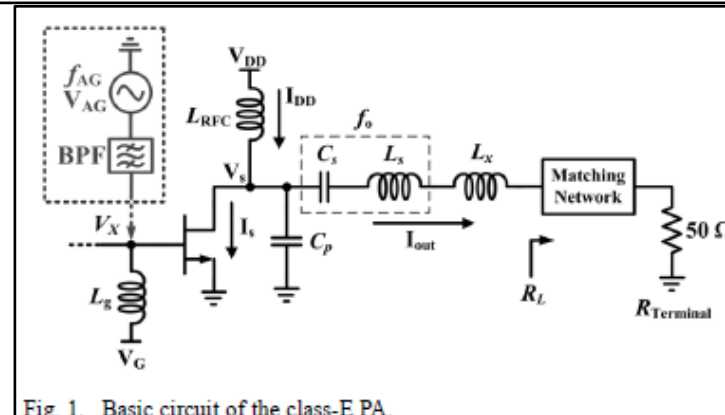 V_DD
f_AG
V_AG
L_RFC
I_DD
f_o
BPF
V_s
C_s
L_s
L_x
Matching
Network
V_X
I_s
C_p
I_out
50 Ω
L_g
R_L
R_Terminal
V_G
Fig. 1. Basic circuit of the class-E PA